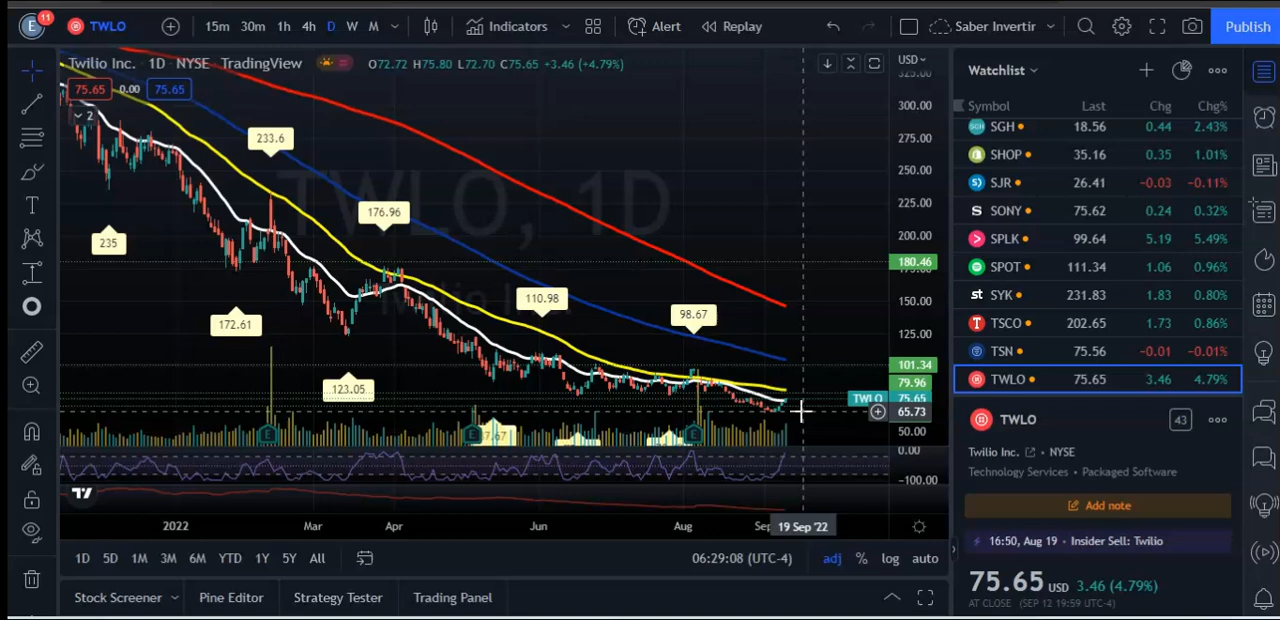 E 11 TWLO 15m 30m 1h 4h D W M Indicators Alert Replay Saber Invertir Publish
Twilio Inc. 1D NYSE TradingView O72.72 H75.80 L72.70 C75.65 +3.46 (+4.79%)
75.65 0.00 75.65
2
TWLO, 1D
235
172.61
233.6
123.05
176.96
110.98
98.67
E E E
USD
325.00
300.00
275.00
250.00
225.00
200.00
180.46
175.00
150.00
125.00
101.34
79.96
TWLO 75.65
65.73
50.00
0.00
-100.00
2022 Mar Apr Jun Aug Sep 19 Sep '22
1D 5D 1M 3M 6M YTD 1Y 5Y All 06:29:08 (UTC-4) adj % log auto
Stock Screener Pine Editor Strategy Tester Trading Panel
Watchlist
Symbol Last Chg Chg%
SGH 18.56 0.44 2.43%
SHOP 35.16 0.35 1.01%
SJR 26.41 -0.03 -0.11%
SONY 75.62 0.24 0.32%
SPLK 99.64 5.19 5.49%
SPOT 111.34 1.06 0.96%
SYK 231.83 1.83 0.80%
TSCO 202.65 1.73 0.86%
TSN 75.56 -0.01 -0.01%
TWLO 75.65 3.46 4.79%
TWLO 43
Twilio Inc. • NYSE
Technology Services • Packaged Software
Add note
16:50, Aug 19 • Insider Sell: Twilio
75.65 USD 3.46 (4.79%)
AT CLOSE (SEP 12 19:59 UTC-4)